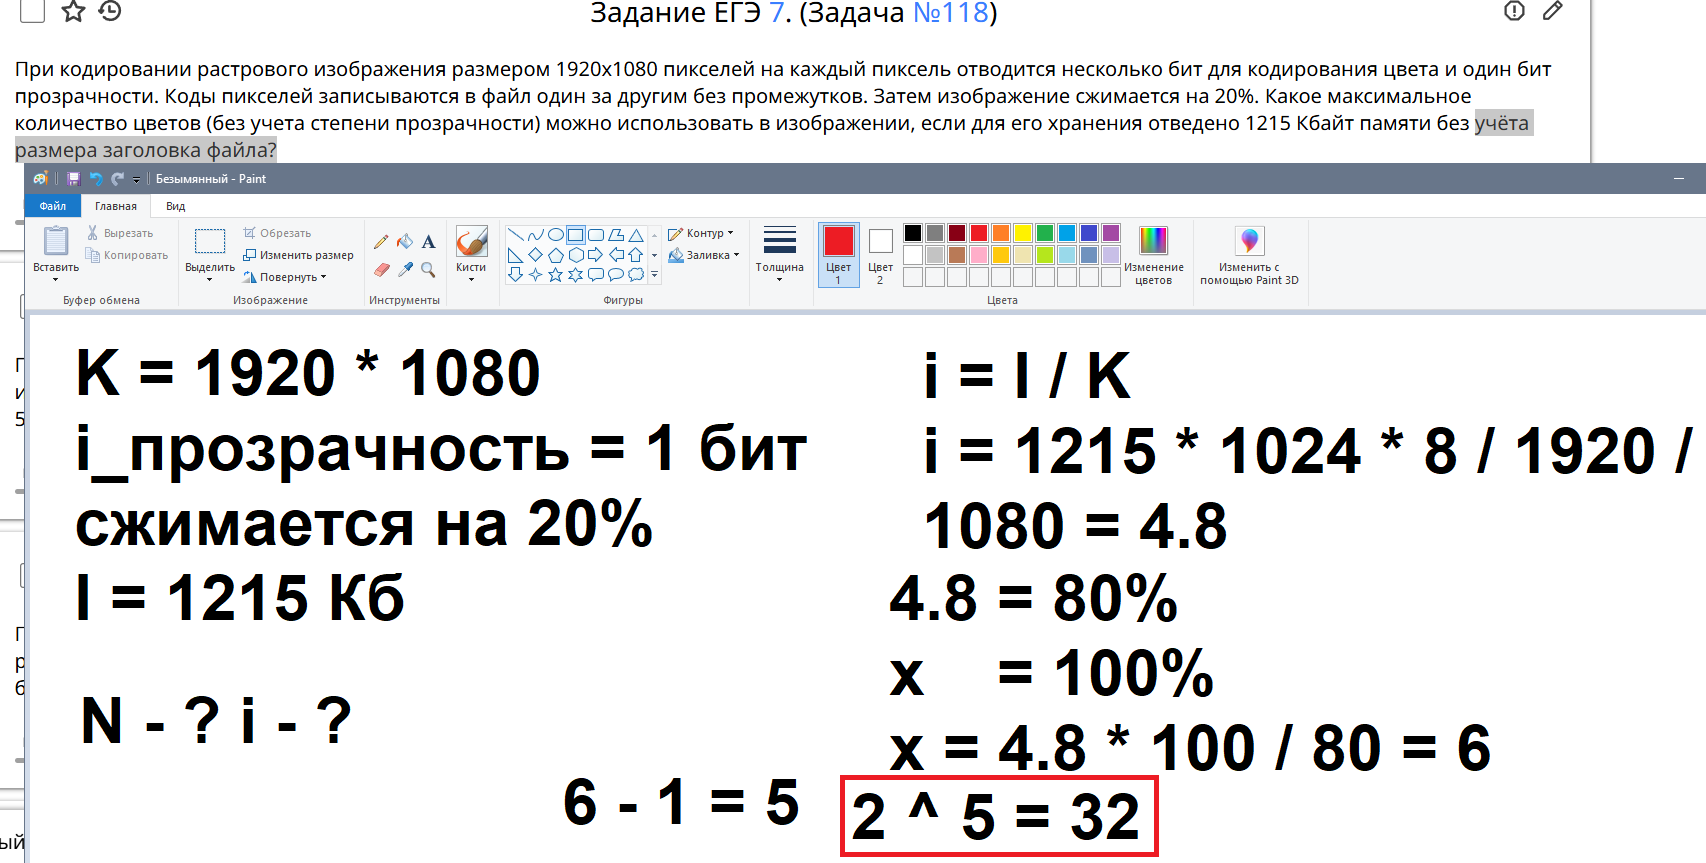 Задание ЕГЭ 7. (Задача №118)
При кодировании растрового изображения размером 1920x1080 пикселей на каждый пиксель отводится несколько бит для кодирования цвета и один бит
прозрачности. Коды пикселей записываются в файл один за другим без промежутков. Затем изображение сжимается на 20%. Какое максимальное
количество цветов (без учета степени прозрачности) можно использовать в изображении, если для его хранения отведено 1215 Кбайт памяти без учёта
размера заголовка файла?
Безымянный - Paint
Файл Главная Вид
Вставить
Вырезать
Копировать
Буфер обмена
Выделить
Обрезать
Изменить размер
Повернуть
Изображение
A
Инструменты
Кисти
Контур
Заливка
Фигуры
Толщина
Цвет
1
Цвет
2
Изменение
цветов
Цвета
Изменить с
помощью Paint 3D
K = 1920 * 1080
i_прозрачность = 1 бит
сжимается на 20%
I = 1215 Кб
N - ? i - ?
6 - 1 = 5
i = I / K
i = 1215 * 1024 * 8 / 1920 /
1080 = 4.8
4.8 = 80%
x = 100%
x = 4.8 * 100 / 80 = 6
2 ^ 5 = 32